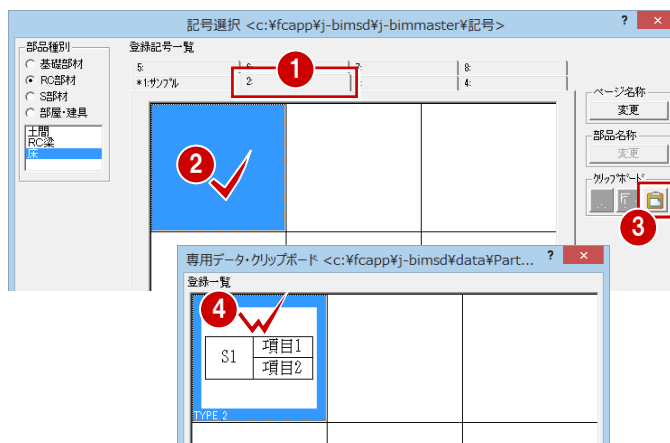 記号選択 <c:¥fcapp¥j-bimsd¥j-bimmaster¥記号>
? ×
部品種別
基礎部材
RC部材
S部材
部屋・建具
土間
RC梁
床
登録記号一覧
5:
8:
*1:サンプル
2:
4:
1
2
ページ名称
変更
部品名称
変更
クリップボード
3
専用データ・クリップボード <c:¥fcapp¥j-bimsd¥data¥Part... ? ×
登録一覧
4
S1
項目1
項目2
TYPE_2